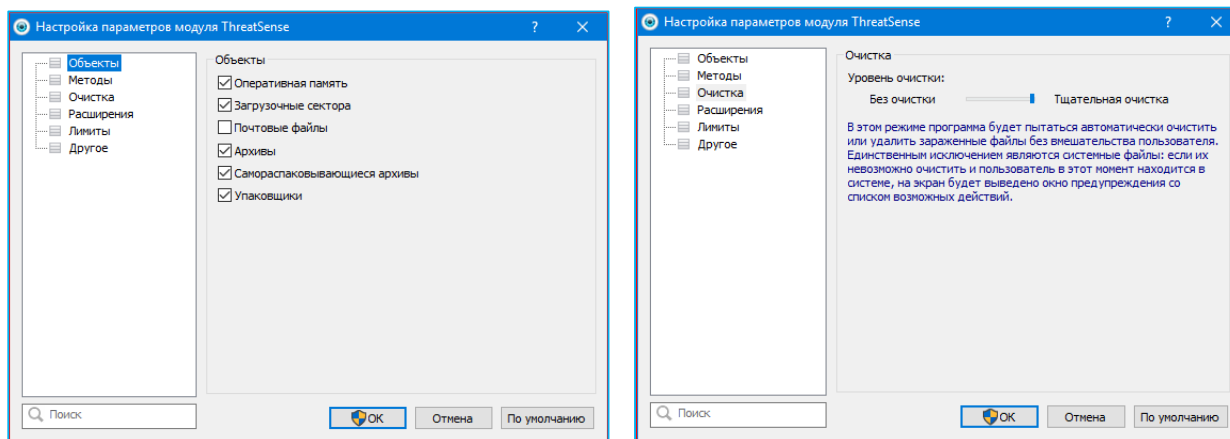 Настройка параметров модуля ThreatSense
Объекты
Методы
Очистка
Расширения
Лимиты
Другое
Объекты
Оперативная память
Загрузочные сектора
Почтовые файлы
Архивы
Самораспаковывающиеся архивы
Упаковщики
Поиск
ОК
Отмена
По умолчанию
Настройка параметров модуля ThreatSense
Объекты
Методы
Очистка
Расширения
Лимиты
Другое
Очистка
Уровень очистки:
Без очистки Тщательная очистка
В этом режиме программа будет пытаться автоматически очистить
или удалить зараженные файлы без вмешательства пользователя.
Единственным исключением являются системные файлы: если их
невозможно очистить и пользователь в этот момент находится в
системе, на экран будет выведено окно предупреждения со
списком возможных действий.
Поиск
ОК
Отмена
По умолчанию